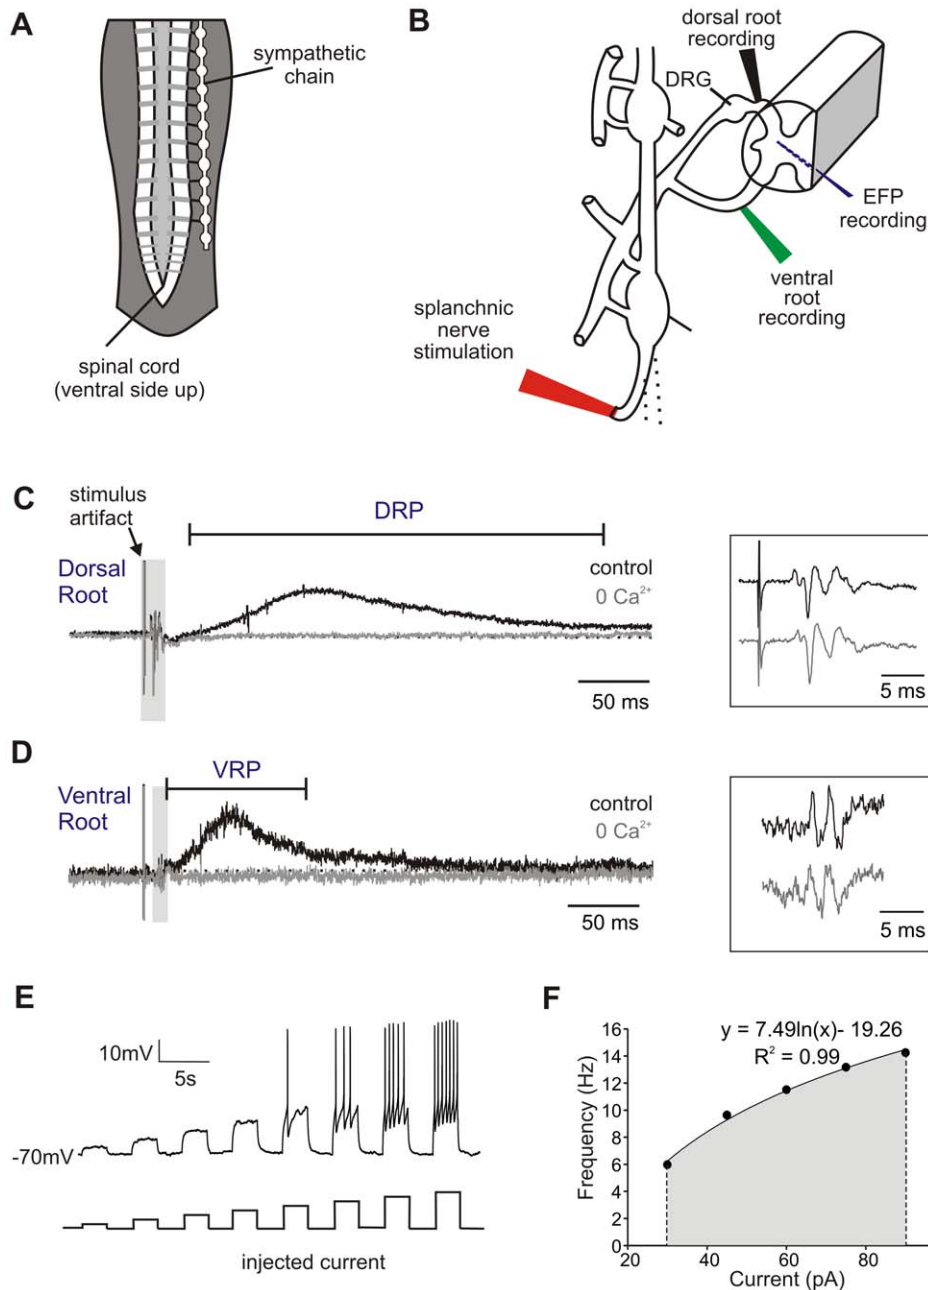 A
sympathetic
chain
spinal cord
(ventral side up)
B
dorsal root
recording
DRG
EFP
recording
ventral
root
recording
splanchnic
nerve
stimulation
C
stimulus
artifact
DRP
Dorsal
Root
control
0 Ca²⁺
50 ms
5 ms
D
VRP
Ventral
Root
control
0 Ca²⁺
50 ms
5 ms
E
10mV
5s
-70mV
injected current
F
y = 7.49ln(x)- 19.26
R² = 0.99
Frequency (Hz)
16
14
12
10
8
6
4
2
0
20 40 60 80
Current (pA)